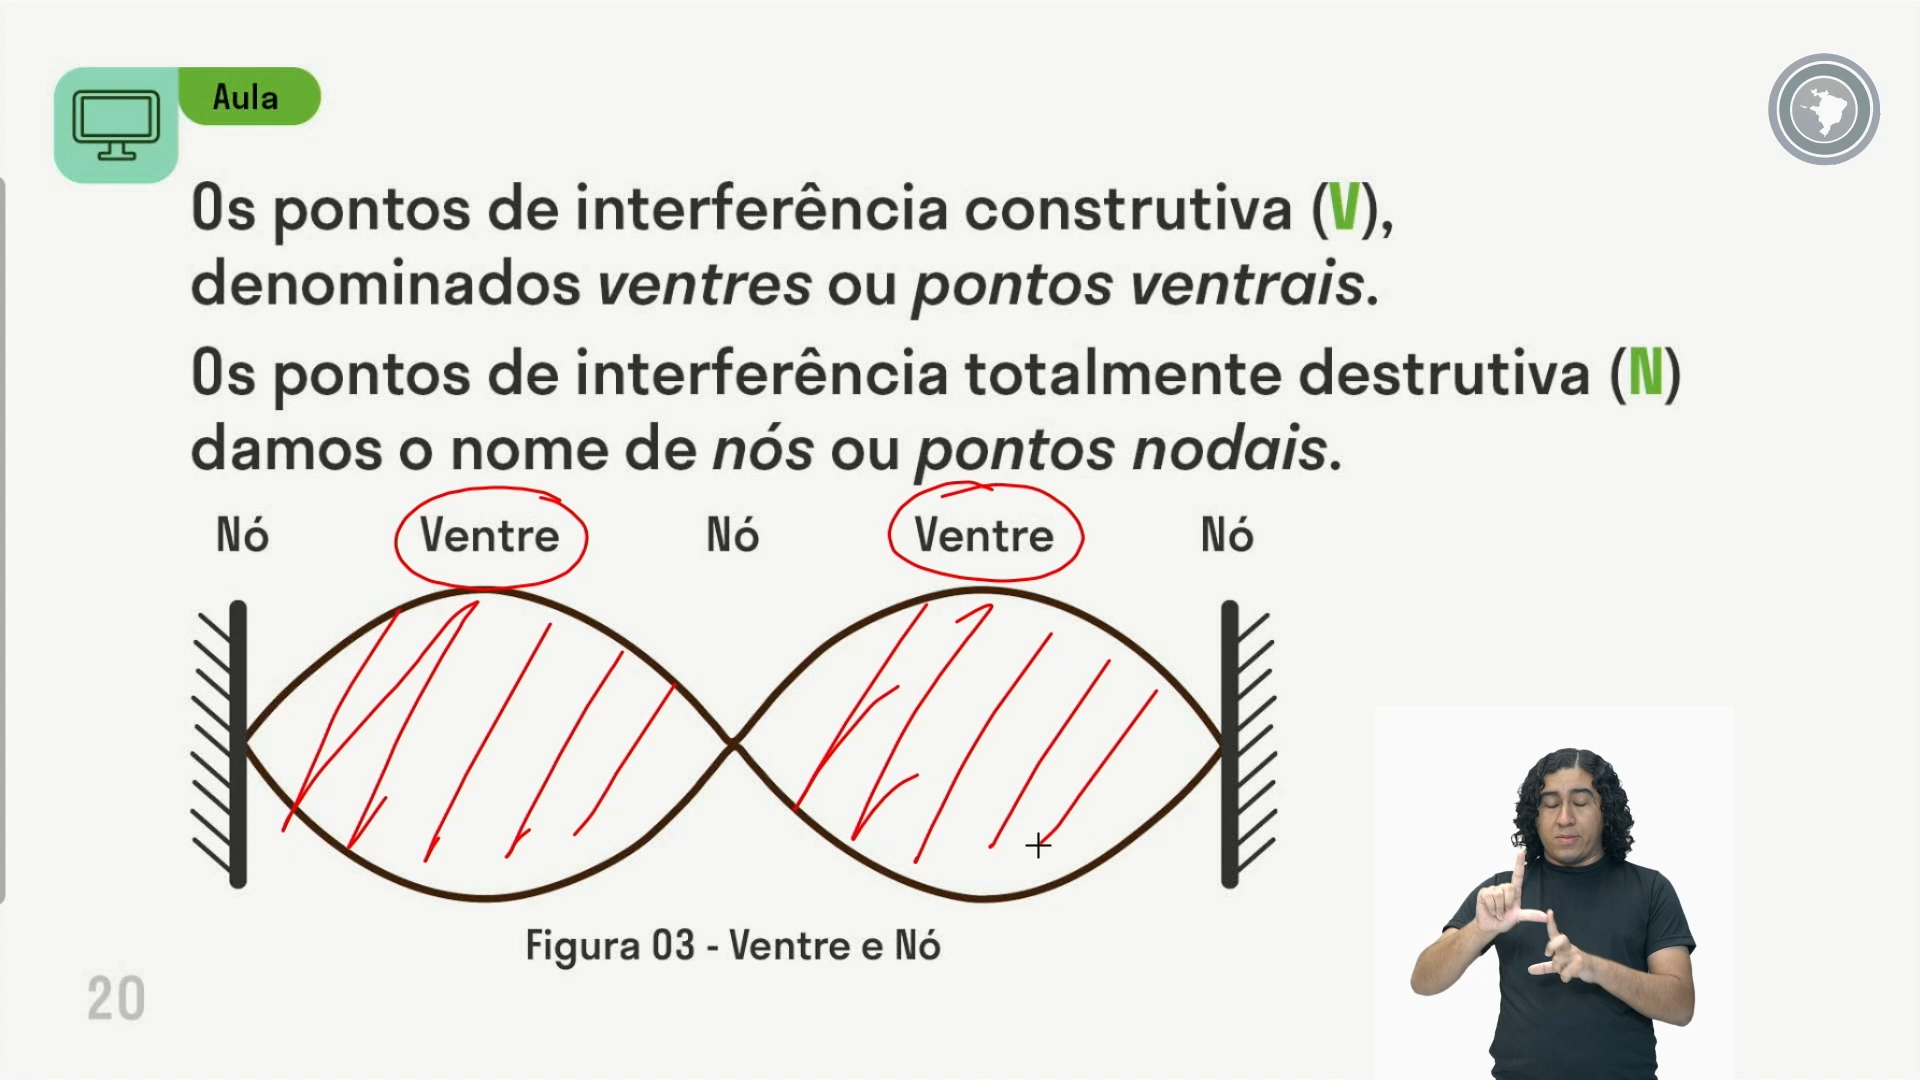 Aula
Os pontos de interferência construtiva (V),
denominados ventres ou pontos ventrais.
Os pontos de interferência totalmente destrutiva (N)
damos o nome de nós ou pontos nodais.
Nó Ventre Nó Ventre Nó
Figura 03 - Ventre e Nó
20